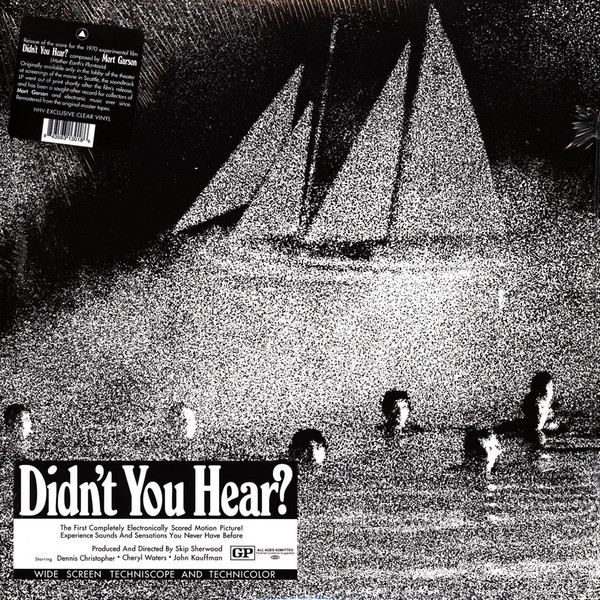 Reissue of the score for the 1970 experimental film
Didn't You Hear? composed by Mort Garson
(Mother Earth's Plantasia).
Originally available only in the lobby of the theater
at screenings of the movie in Seattle, the soundtrack
LP went out of print shortly after the film's release
and has been a sought-after record for collectors of
Mort Garson and electronic music ever since.
Remastered from the original master tapes.
HHV-EXCLUSIVE CLEAR VINYL
Didn't You Hear?
The First Completely Electronically Scored Motion Picture!
Experience Sounds And Sensations You Never Have Before
Produced And Directed By Skip Sherwood
Starring Dennis Christopher • Cheryl Waters • John Kauffman
GP ALL AGES ADMITTED
Parental Guidance Suggested
WIDE SCREEN TECHNISCOPE AND TECHNICOLOR